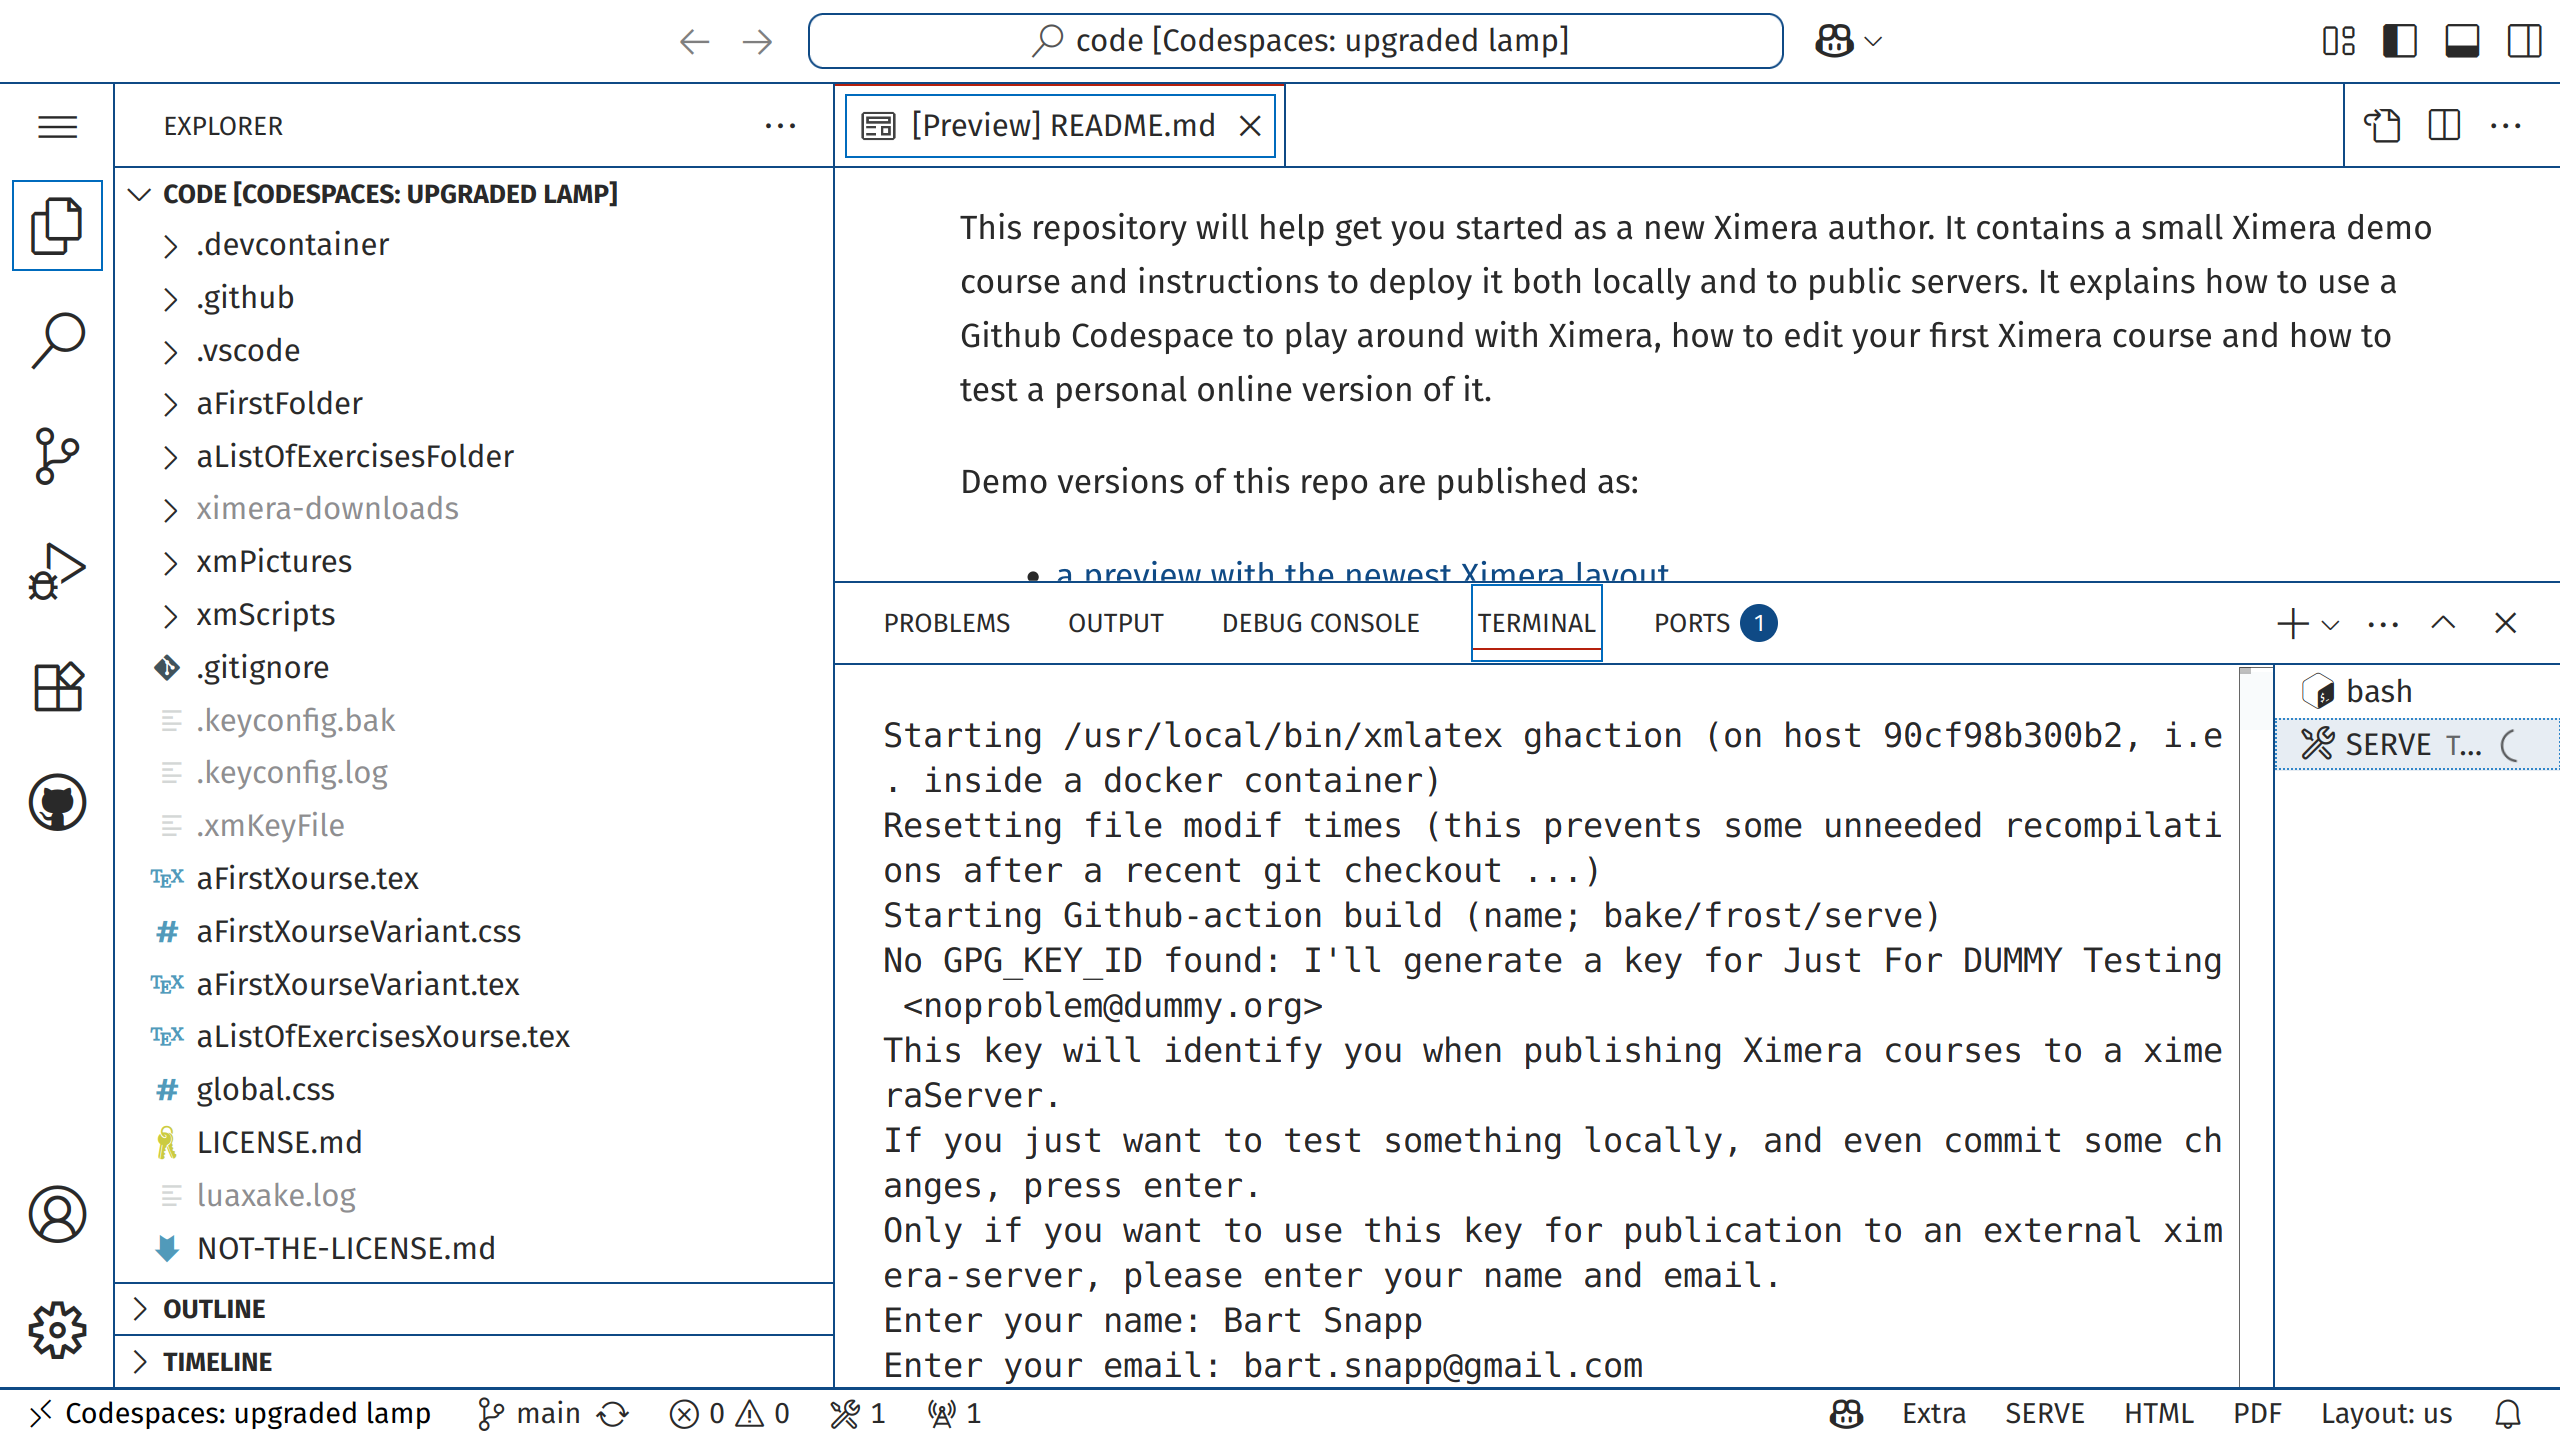 code [Codespaces: upgraded lamp]
EXPLORER
CODE [CODESPACES: UPGRADED LAMP]
.devcontainer
.github
.vscode
aFirstFolder
aListOfExercisesFolder
ximera-downloads
xmPictures
xmScripts
.gitignore
.keyconfig.bak
.keyconfig.log
.xmKeyFile
TEX aFirstXourse.tex
# aFirstXourseVariant.css
TEX aFirstXourseVariant.tex
TEX aListOfExercisesXourse.tex
# global.css
LICENSE.md
luaxake.log
NOT-THE-LICENSE.md
OUTLINE
TIMELINE
[Preview] README.md
This repository will help get you started as a new Ximera author. It contains a small Ximera demo
course and instructions to deploy it both locally and to public servers. It explains how to use a
Github Codespace to play around with Ximera, how to edit your first Ximera course and how to
test a personal online version of it.
Demo versions of this repo are published as:
• a preview with the newest Ximera layout
PROBLEMS OUTPUT DEBUG CONSOLE TERMINAL PORTS 1
Starting /usr/local/bin/xmlatex ghaction (on host 90cf98b300b2, i.e
. inside a docker container)
Resetting file modif times (this prevents some unneeded recompilati
ons after a recent git checkout ...)
Starting Github-action build (name; bake/frost/serve)
No GPG_KEY_ID found: I'll generate a key for Just For DUMMY Testing
<noproblem@dummy.org>
This key will identify you when publishing Ximera courses to a xime
raServer.
If you just want to test something locally, and even commit some ch
anges, press enter.
Only if you want to use this key for publication to an external xim
era-server, please enter your name and email.
Enter your name: Bart Snapp
Enter your email: bart.snapp@gmail.com
bash
SERVE T...
Codespaces: upgraded lamp main 0 0 1 1 Extra SERVE HTML PDF Layout: us